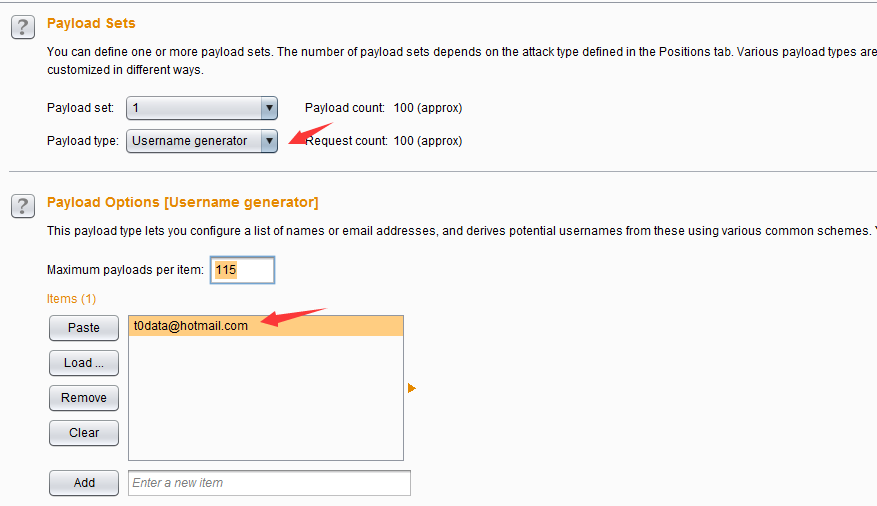 ?
Payload Sets
You can define one or more payload sets. The number of payload sets depends on the attack type defined in the Positions tab. Various payload types are
customized in different ways.
Payload set: 1 Payload count: 100 (approx)
Payload type: Username generator Request count: 100 (approx)
?
Payload Options [Username generator]
This payload type lets you configure a list of names or email addresses, and derives potential usernames from these using various common schemes.
Maximum payloads per item: 115
Items (1)
Paste t0data@hotmail.com
Load ...
Remove
Clear
Add Enter a new item